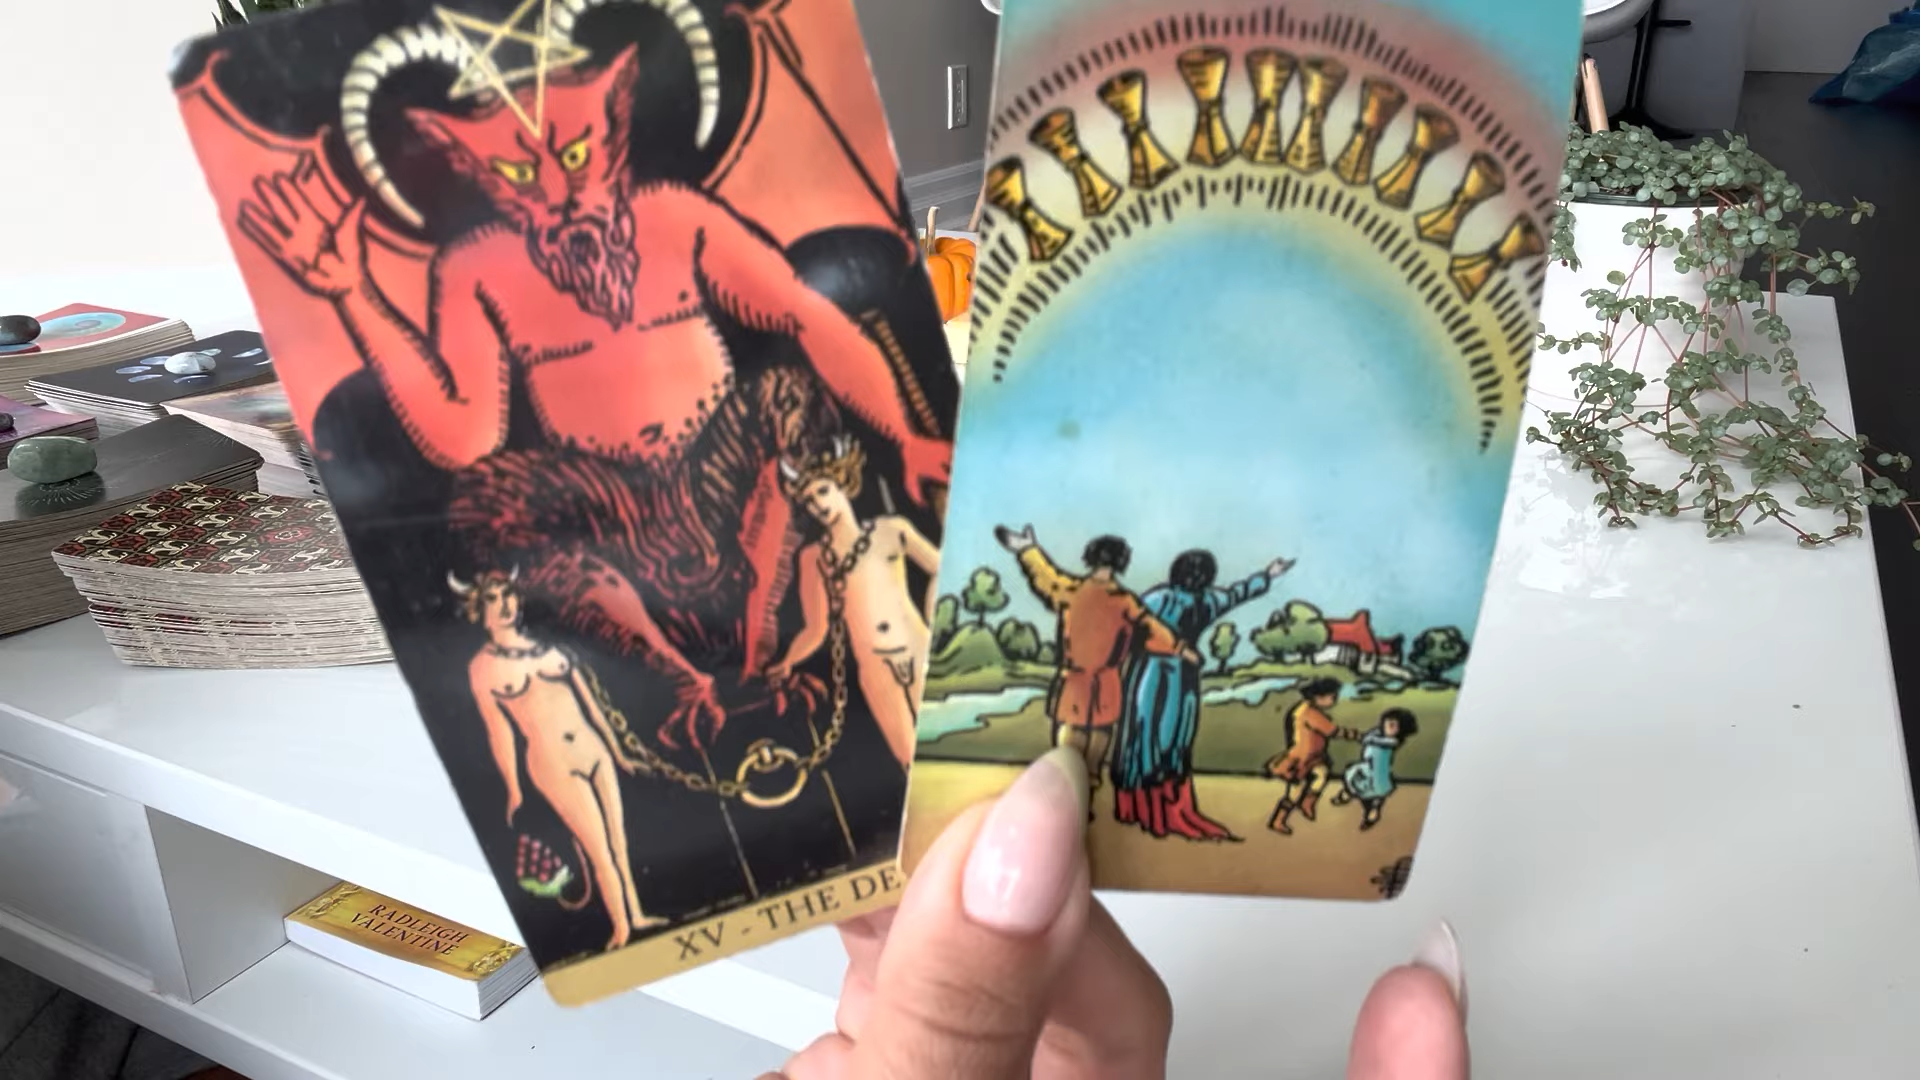 XV - THE DE
RADLEIGH
VALENTINE